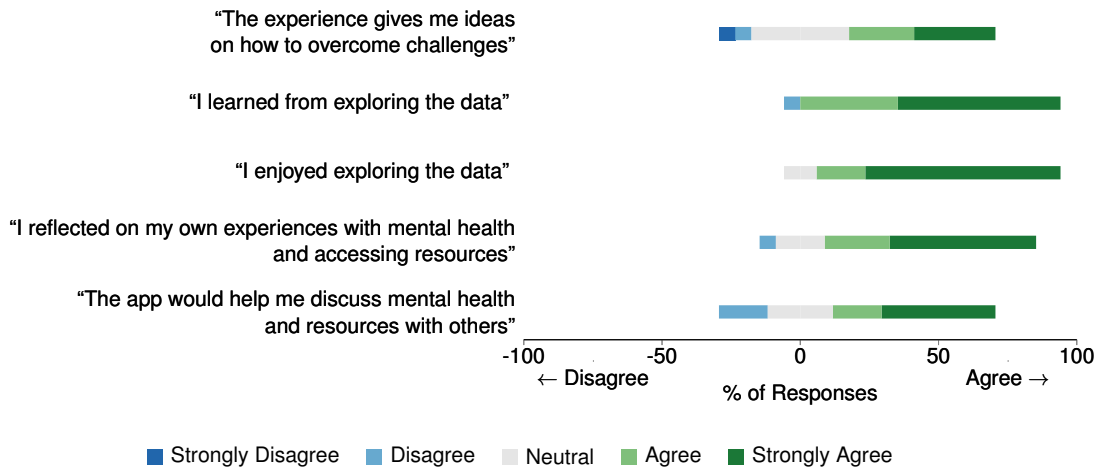 “The experience gives me ideas
on how to overcome challenges”
“I learned from exploring the data”
“I enjoyed exploring the data”
“I reflected on my own experiences with mental health
and accessing resources”
“The app would help me discuss mental health
and resources with others”
-100 -50 0 50 100
← Disagree % of Responses Agree →
Strongly Disagree Disagree Neutral Agree Strongly Agree